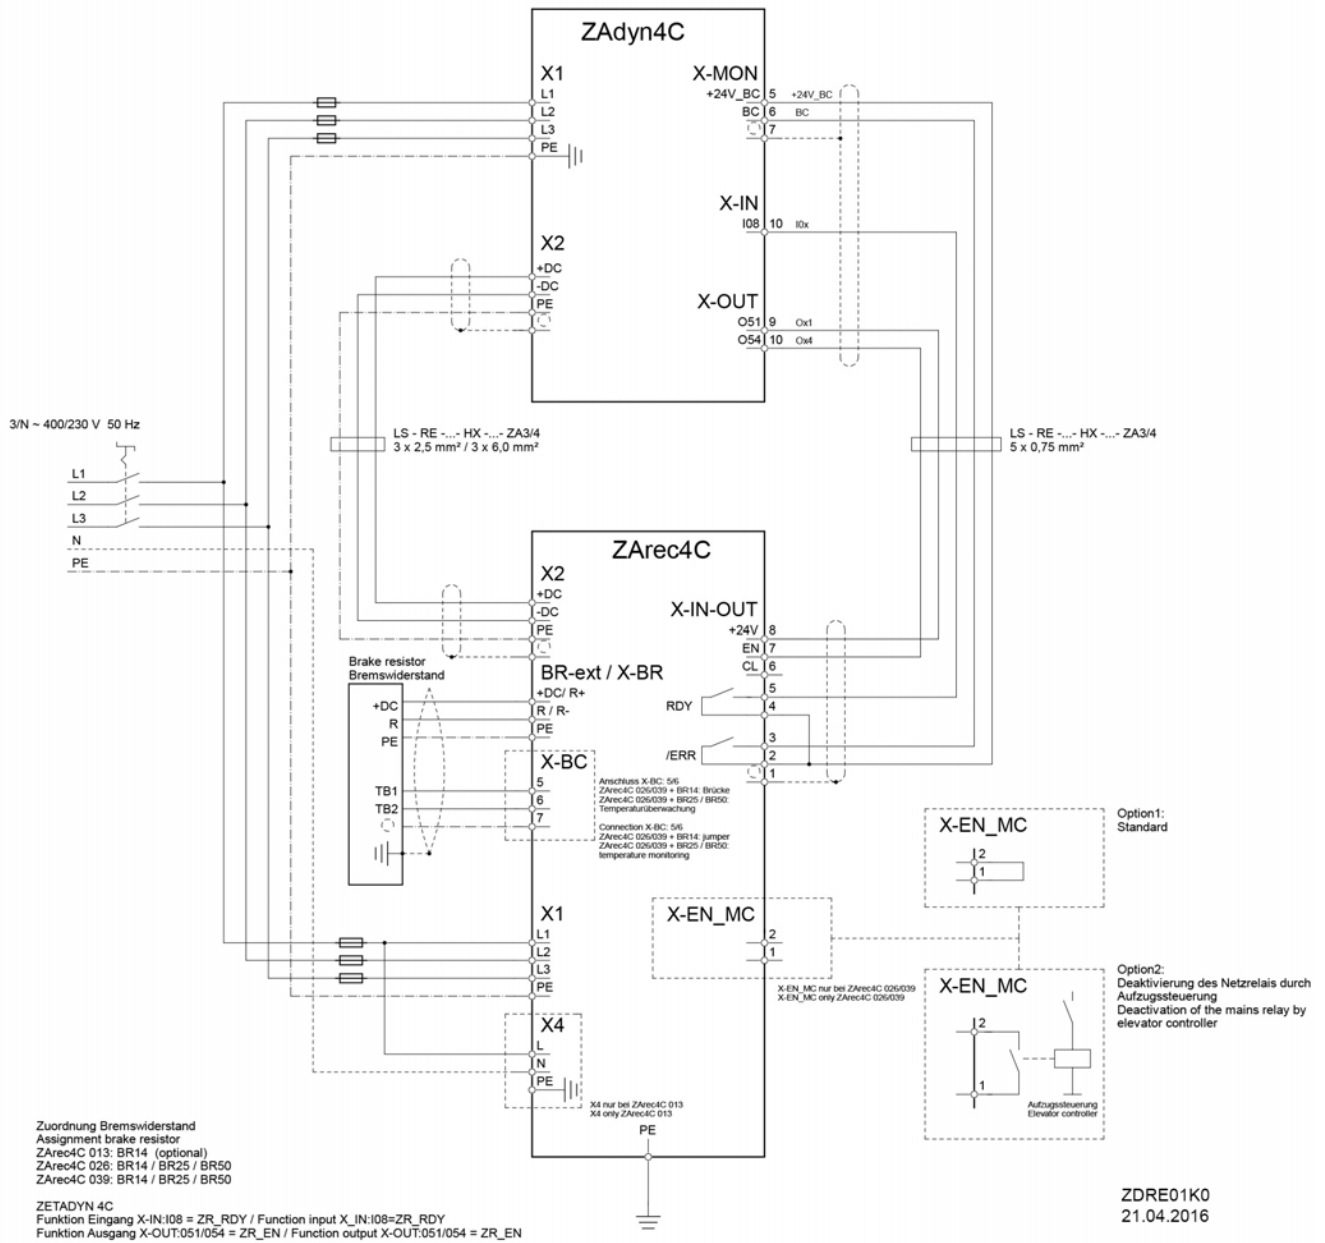 ZAdyn4C
X1
L1
L2
L3
PE
X-MON
+24V_BC 5 +24V_BC
BC 6 BC
7
X-IN
I08 10 I0x
X2
+DC
-DC
PE
X-OUT
O51 9 Ox1
O54 10 Ox4
3/N ~ 400/230 V 50 Hz
L1
L2
L3
N
PE
LS - RE -...- HX -...- ZA3/4
3 x 2,5 mm² / 3 x 6,0 mm²
LS - RE -...- HX -...- ZA3/4
5 x 0,75 mm²
ZArec4C
X2
+DC
-DC
PE
X-IN-OUT
+24V 8
EN 7
CL 6
5
RDY 4
3
/ERR 2
1
Brake resistor
Bremswiderstand
+DC
R
PE
TB1
TB2
BR-ext / X-BR
+DC/ R+
R / R-
PE
X-BC
5
6
7
Anschluss X-BC: 5/6
ZArec4C 026/039 + BR14: Brücke
ZArec4C 026/039 + BR25 / BR50:
Temperaturüberwachung
Connection X-BC: 5/6
ZArec4C 026/039 + BR14: jumper
ZArec4C 026/039 + BR25 / BR50:
temperature monitoring
X-EN_MC
2
1
Option1:
Standard
X1
L1
L2
L3
PE
X-EN_MC
2
1
X-EN_MC nur bei ZArec4C 026/039
X-EN_MC only ZArec4C 026/039
X-EN_MC
2
1
Aufzugssteuerung
Elevator controller
Option2:
Deaktivierung des Netzrelais durch
Aufzugssteuerung
Deactivation of the mains relay by
elevator controller
X4
L
N
PE
X4 nur bei ZArec4C 013
X4 only ZArec4C 013
PE
Zuordnung Bremswiderstand
Assignment brake resistor
ZArec4C 013: BR14 (optional)
ZArec4C 026: BR14 / BR25 / BR50
ZArec4C 039: BR14 / BR25 / BR50
ZETADYN 4C
Funktion Eingang X-IN:I08 = ZR_RDY / Function input X_IN:I08=ZR_RDY
Funktion Ausgang X-OUT:051/054 = ZR_EN / Function output X-OUT:051/054 = ZR_EN
ZDRE01K0
21.04.2016